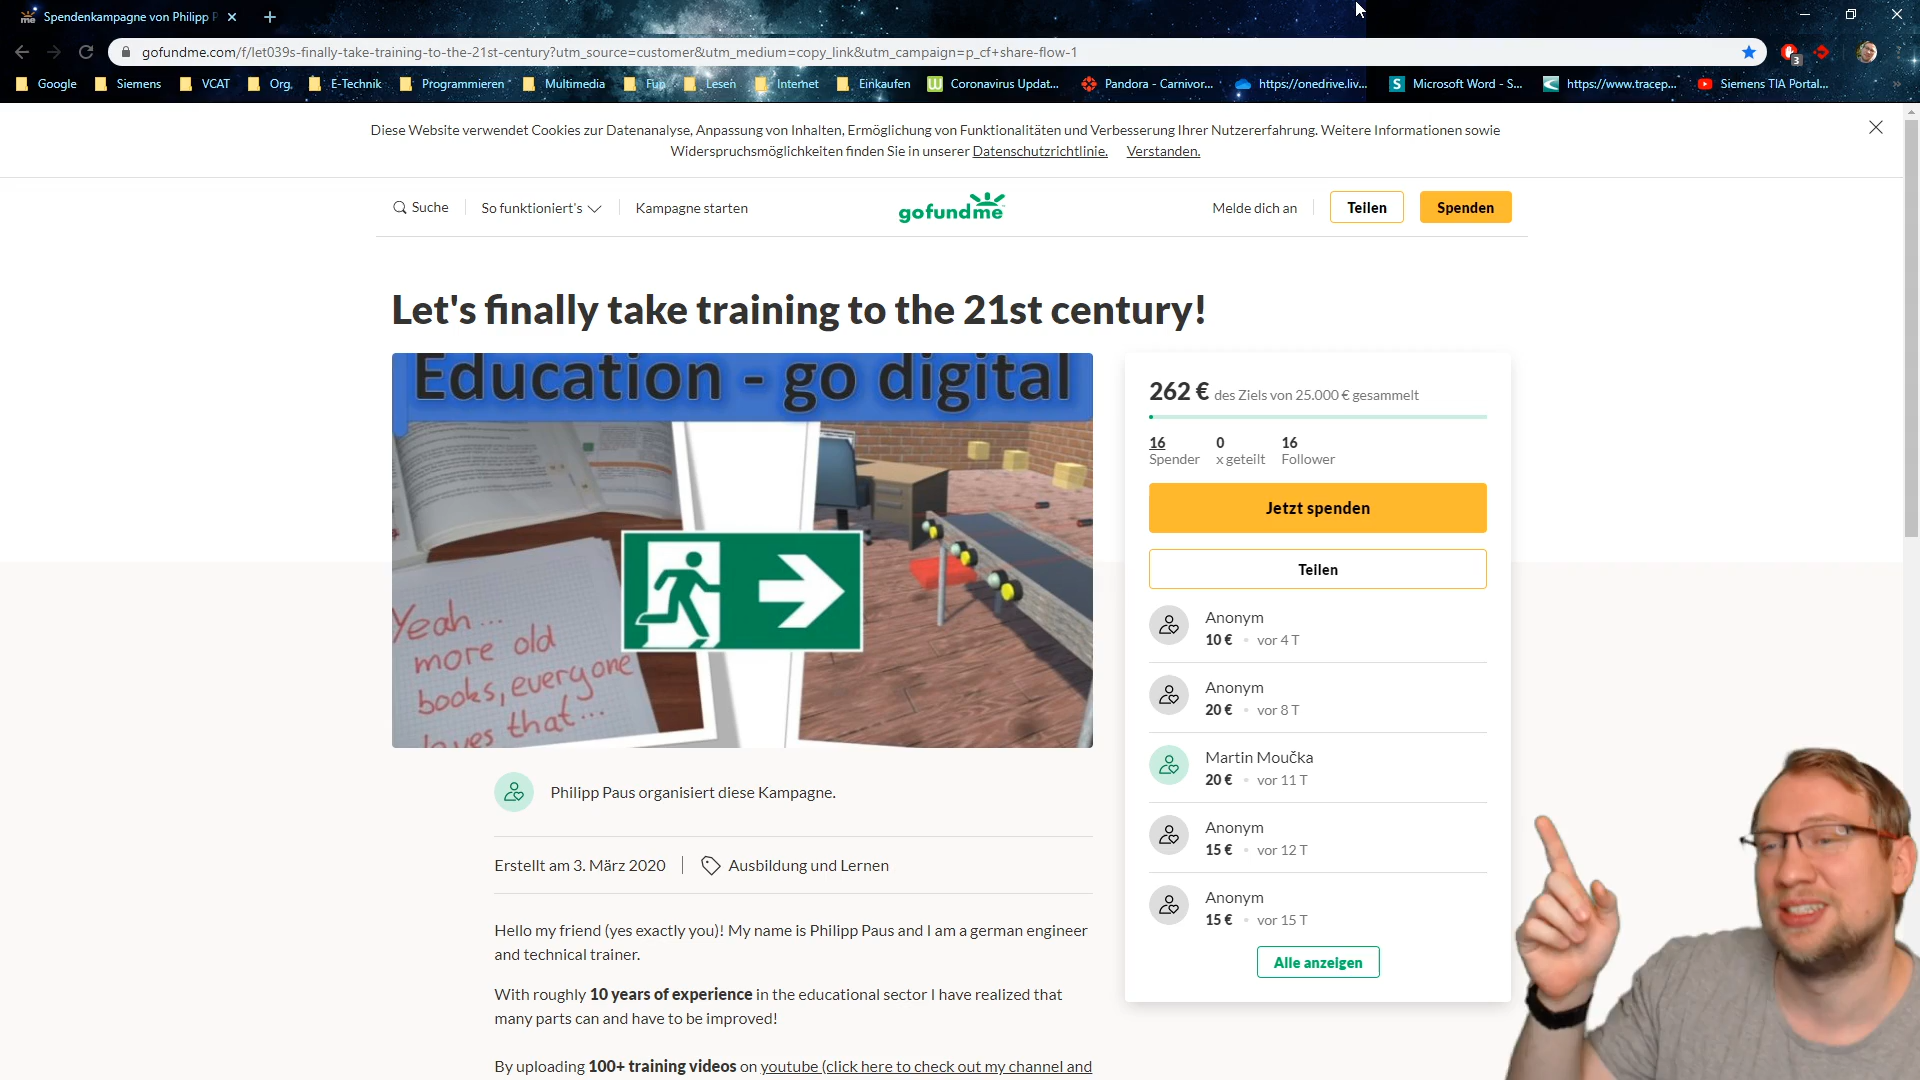 Spendenkampagne von Philipp P
gofundme.com/f/let039s-finally-take-training-to-the-21st-century?utm_source=customer&utm_medium=copy_link&utm_campaign=p_cf+share-flow-1
3
Google Siemens VCAT Org. E-Technik Programmieren Multimedia Fun Lesen Internet Einkaufen Coronavirus Updat... Pandora - Carnivor... https://onedrive.liv... Microsoft Word - S... https://www.tracep... Siemens TIA Portal...
Diese Website verwendet Cookies zur Datenanalyse, Anpassung von Inhalten, Ermöglichung von Funktionalitäten und Verbesserung Ihrer Nutzererfahrung. Weitere Informationen sowie
Widerspruchsmöglichkeiten finden Sie in unserer Datenschutzrichtlinie. Verstanden.
Suche So funktioniert's Kampagne starten gofundme Melde dich an Teilen Spenden
Let's finally take training to the 21st century!
Education - go digital
Yeah...
more old
books, everyone
loves that...
262 € des Ziels von 25.000 € gesammelt
16 0 16
Spender x geteilt Follower
Jetzt spenden
Teilen
Anonym
10 € • vor 4 T
Anonym
20 € • vor 8 T
Martin Moučka
20 € • vor 11 T
Anonym
15 € • vor 12 T
Anonym
15 € • vor 15 T
Alle anzeigen
Philipp Paus organisiert diese Kampagne.
Erstellt am 3. März 2020 Ausbildung und Lernen
Hello my friend (yes exactly you)! My name is Philipp Paus and I am a german engineer
and technical trainer.
With roughly 10 years of experience in the educational sector I have realized that
many parts can and have to be improved!
By uploading 100+ training videos on youtube (click here to check out my channel and